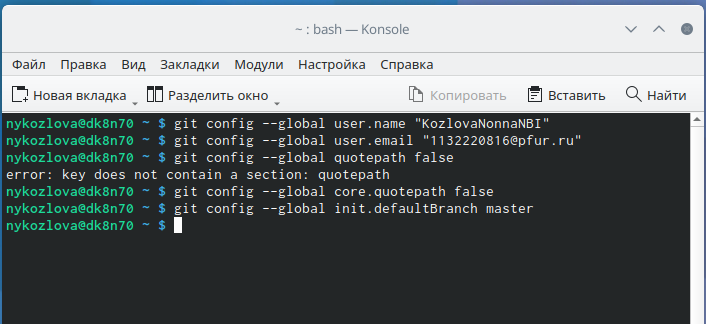 ~ : bash — Konsole
Файл Правка Вид Закладки Модули Настройка Справка
Новая вкладка Разделить окно Копировать Вставить Найти
nykozlova@dk8n70 ~ $ git config --global user.name "KozlovaNonnaNBI"
nykozlova@dk8n70 ~ $ git config --global user.email "1132220816@pfur.ru"
nykozlova@dk8n70 ~ $ git config --global quotepath false
error: key does not contain a section: quotepath
nykozlova@dk8n70 ~ $ git config --global core.quotepath false
nykozlova@dk8n70 ~ $ git config --global init.defaultBranch master
nykozlova@dk8n70 ~ $